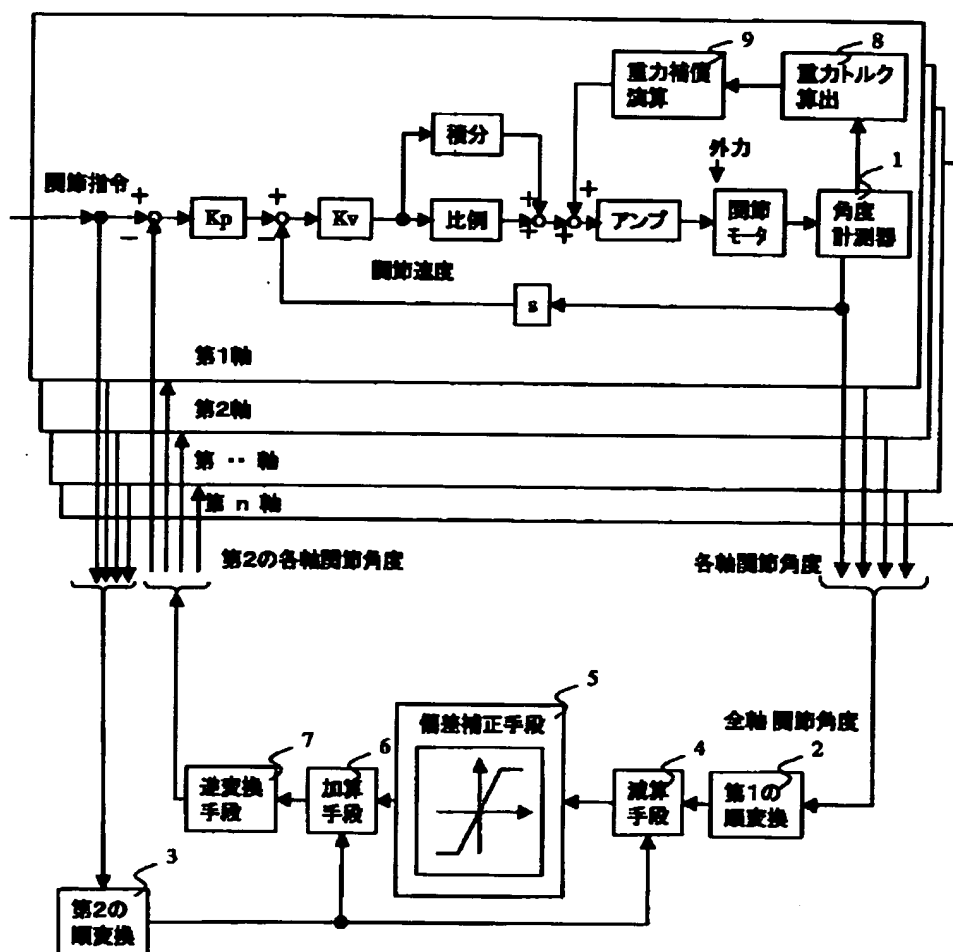 9
8
重力補償
演算
重力トルク
算出
積分
外力
1
関節指令
+
−
Kp
+
−
Kv
比例
+
+
+
+
アンプ
関節
モータ
角度
計測器
関節速度
s
第1軸
第2軸
第 ‥ 軸
第 n 軸
第2の各軸関節角度
各軸関節角度
5
偏差補正手段
全軸 関節角度
7
6
4
2
逆変換
手段
加算
手段
減算
手段
第1の
順変換
3
第2の
順変換